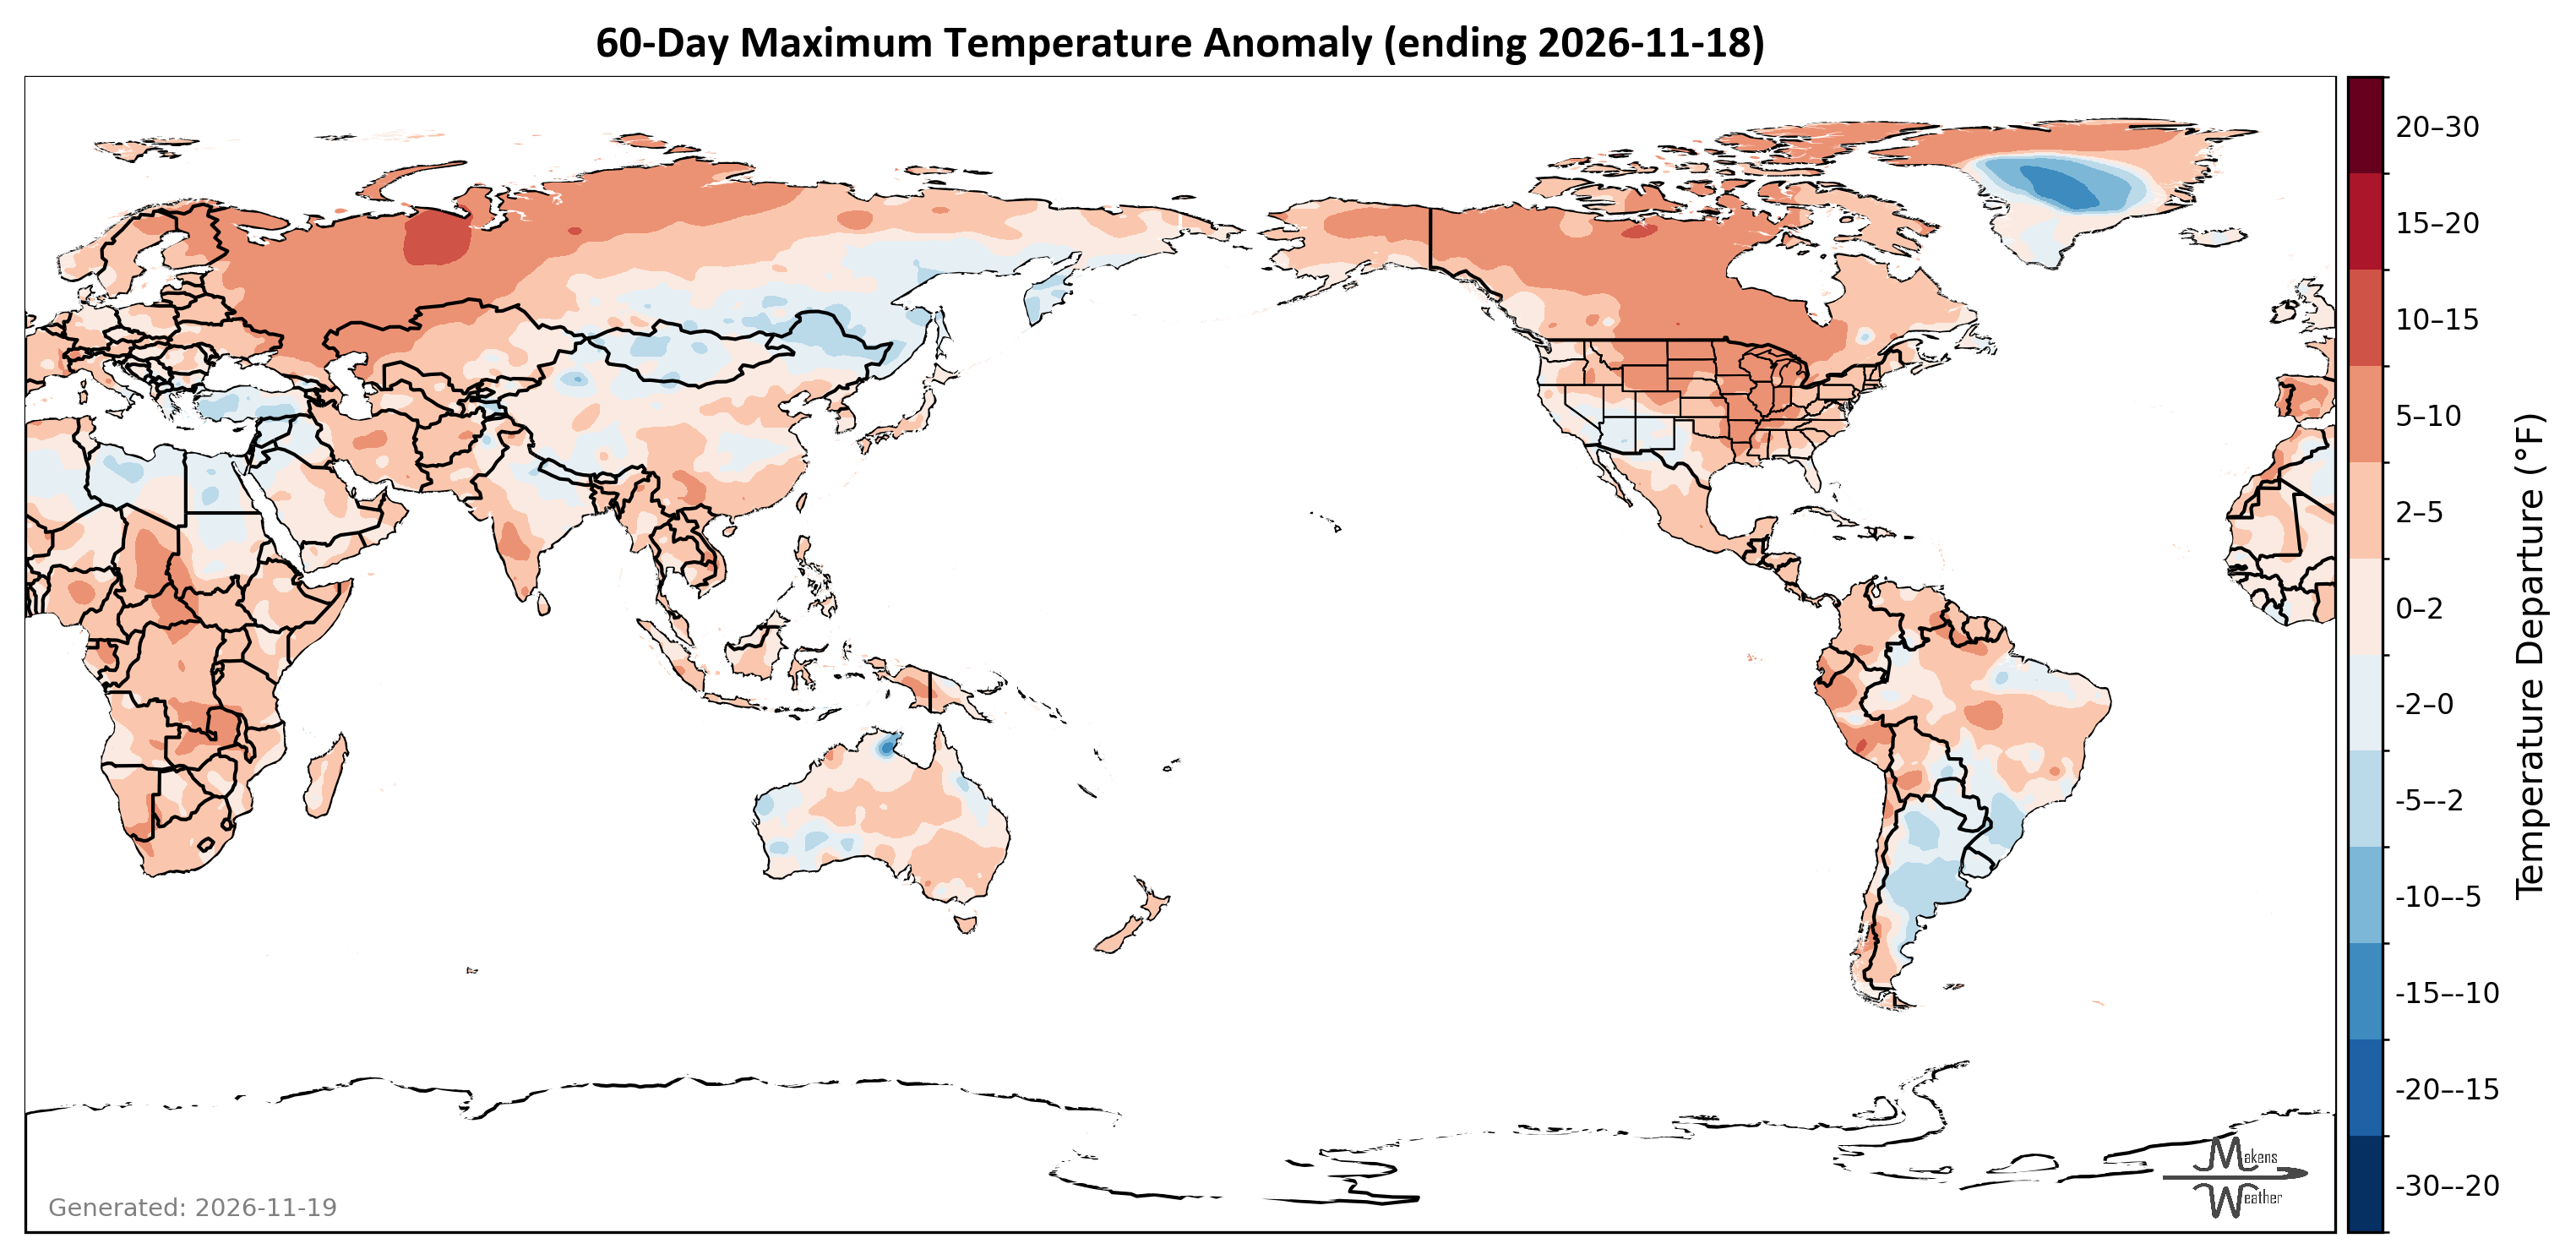 60-Day Maximum Temperature Anomaly (ending 2026-11-18)
20–30
15–20
10–15
5–10
2–5
0–2
-2–0
-5–-2
-10–-5
-15–-10
-20–-15
-30–-20
Temperature Departure (°F)
Generated: 2026-11-19
Makens
Weather